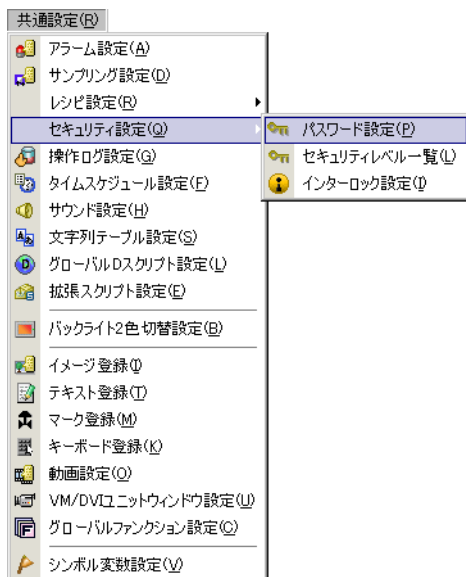 共通設定(R)
アラーム設定(A)
サンプリング設定(D)
レシピ設定(R)
セキュリティ設定(Q)
パスワード設定(P)
セキュリティレベル一覧(L)
インターロック設定(I)
操作ログ設定(G)
タイムスケジュール設定(F)
サウンド設定(H)
文字列テーブル設定(S)
グローバルDスクリプト設定(L)
拡張スクリプト設定(E)
バックライト2色切替設定(B)
イメージ登録(I)
テキスト登録(T)
マーク登録(M)
キーボード登録(K)
動画設定(O)
VM/DVIユニットウィンドウ設定(U)
グローバルファンクション設定(C)
シンボル変数設定(V)